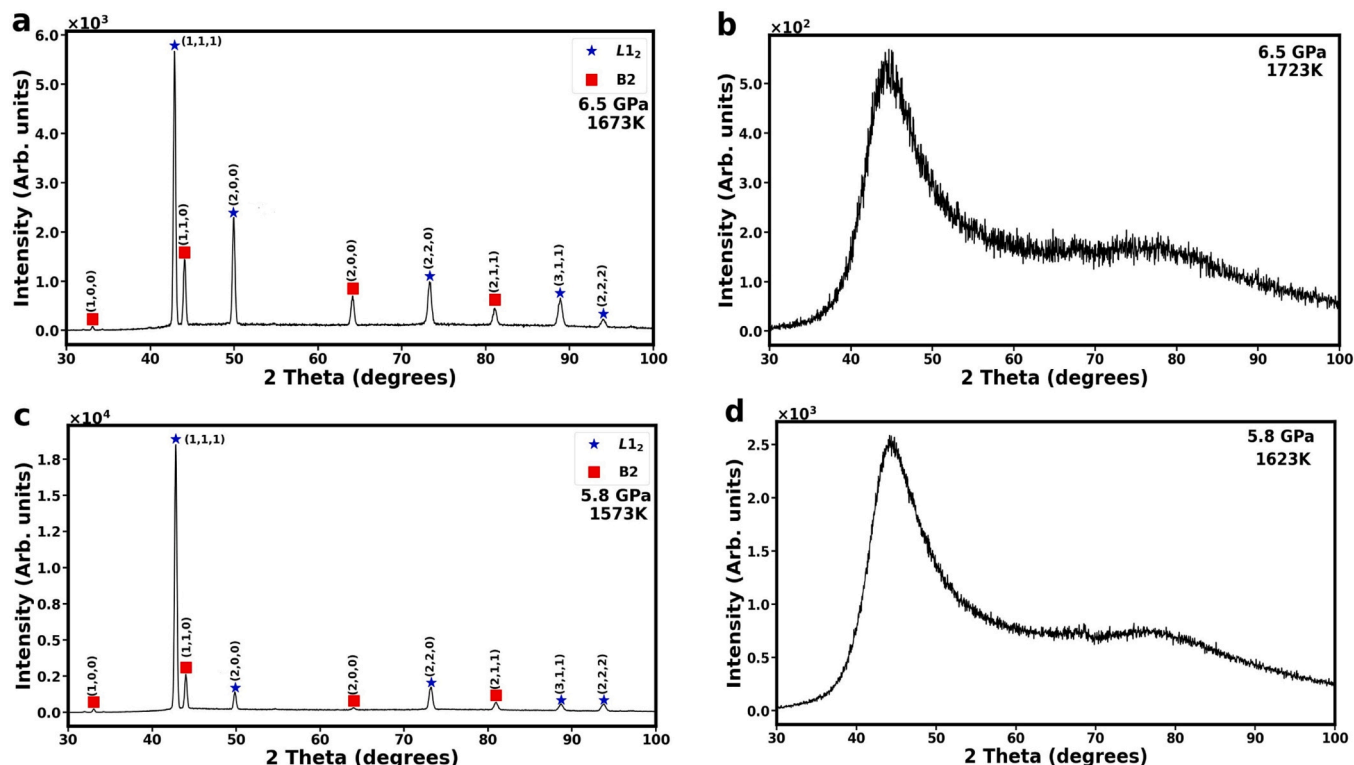 a
×10³
Intensity (Arb. units)
6.0
5.0
4.0
3.0
2.0
1.0
0.0
(1,0,0)
(1,1,1)
(1,1,0)
(2,0,0)
(2,0,0)
(2,2,0)
(2,1,1)
(3,1,1)
(2,2,2)
L1₂
B2
6.5 GPa
1673K
30 40 50 60 70 80 90 100
2 Theta (degrees)
b
×10²
Intensity (Arb. units)
5.0
4.0
3.0
2.0
1.0
0.0
6.5 GPa
1723K
30 40 50 60 70 80 90 100
2 Theta (degrees)
c
×10⁴
Intensity (Arb. units)
1.8
1.5
1.2
0.9
0.8
0.5
0.2
0.0
(1,0,0)
(1,1,1)
(1,1,0)
(2,0,0)
(2,0,0)
(2,2,0)
(2,1,1)
(3,1,1)
(2,2,2)
L1₂
B2
5.8 GPa
1573K
30 40 50 60 70 80 90 100
2 Theta (degrees)
d
×10³
Intensity (Arb. units)
2.5
2.0
1.5
1.0
0.5
0.0
5.8 GPa
1623K
30 40 50 60 70 80 90 100
2 Theta (degrees)